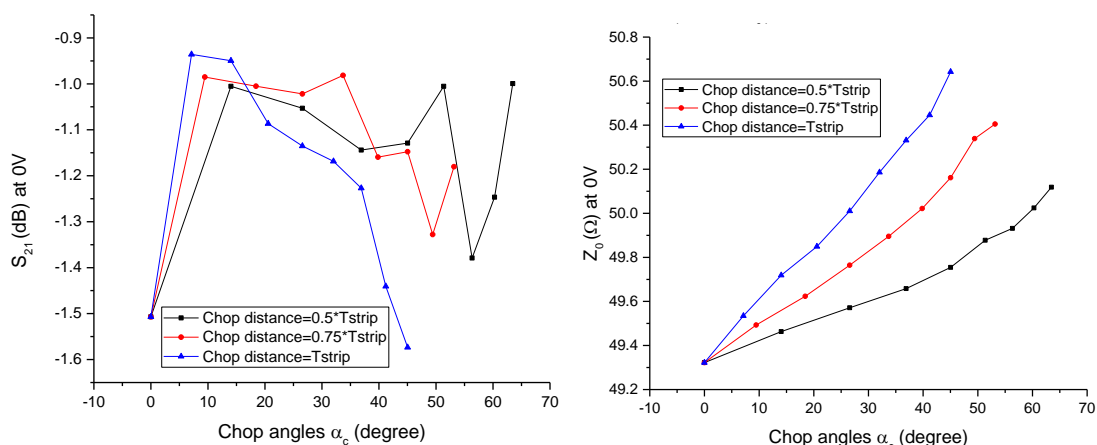 -0.9
-1.0
-1.1
-1.2
-1.3
-1.4
-1.5
-1.6
S21 (dB) at 0V
Chop distance=0.5*Tstrip
Chop distance=0.75*Tstrip
Chop distance=Tstrip
-10 0 10 20 30 40 50 60 70
Chop angles αc (degree)
50.8
50.6
50.4
50.2
50.0
49.8
49.6
49.4
49.2
Z0 (Ω) at 0V
Chop distance=0.5*Tstrip
Chop distance=0.75*Tstrip
Chop distance=Tstrip
-10 0 10 20 30 40 50 60 70
Chop angles αc (degree)